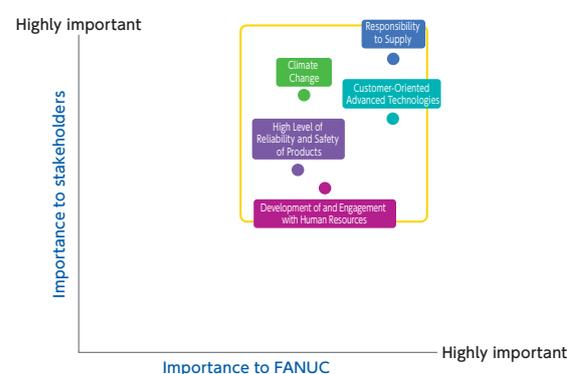 Highly important
Responsibility
to Supply
Climate
Change
Customer-Oriented
Advanced Technologies
High Level of
Reliability and Safety
of Products
Development of and Engagement
with Human Resources
Importance to stakeholders
Highly important
Importance to FANUC